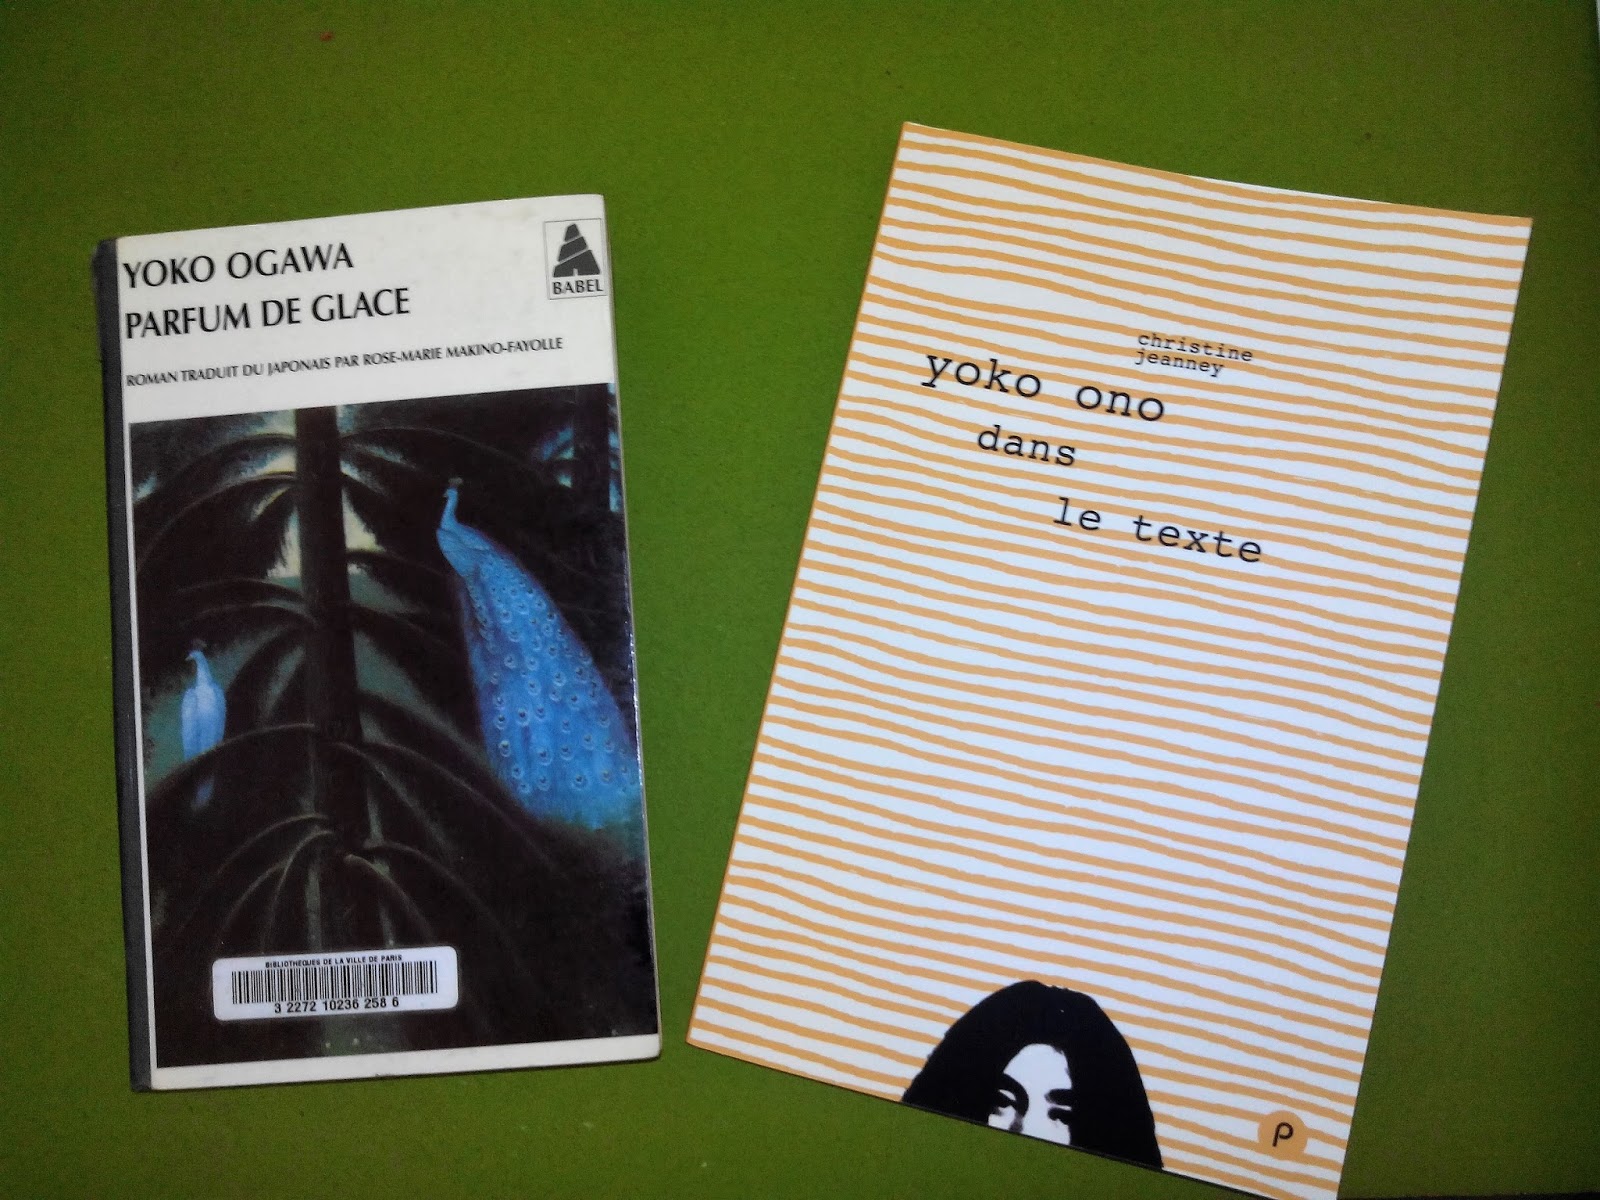 YOKO OGAWA
PARFUM DE GLACE
ROMAN TRADUIT DU JAPONAIS PAR ROSE-MARIE MAKINO-FAYOLLE
BABEL
BIBLIOTHEQUES DE LA VILLE DE PARIS
3 2272 10236 258 6
christine
jeanney
yoko ono
dans
le texte
ρ